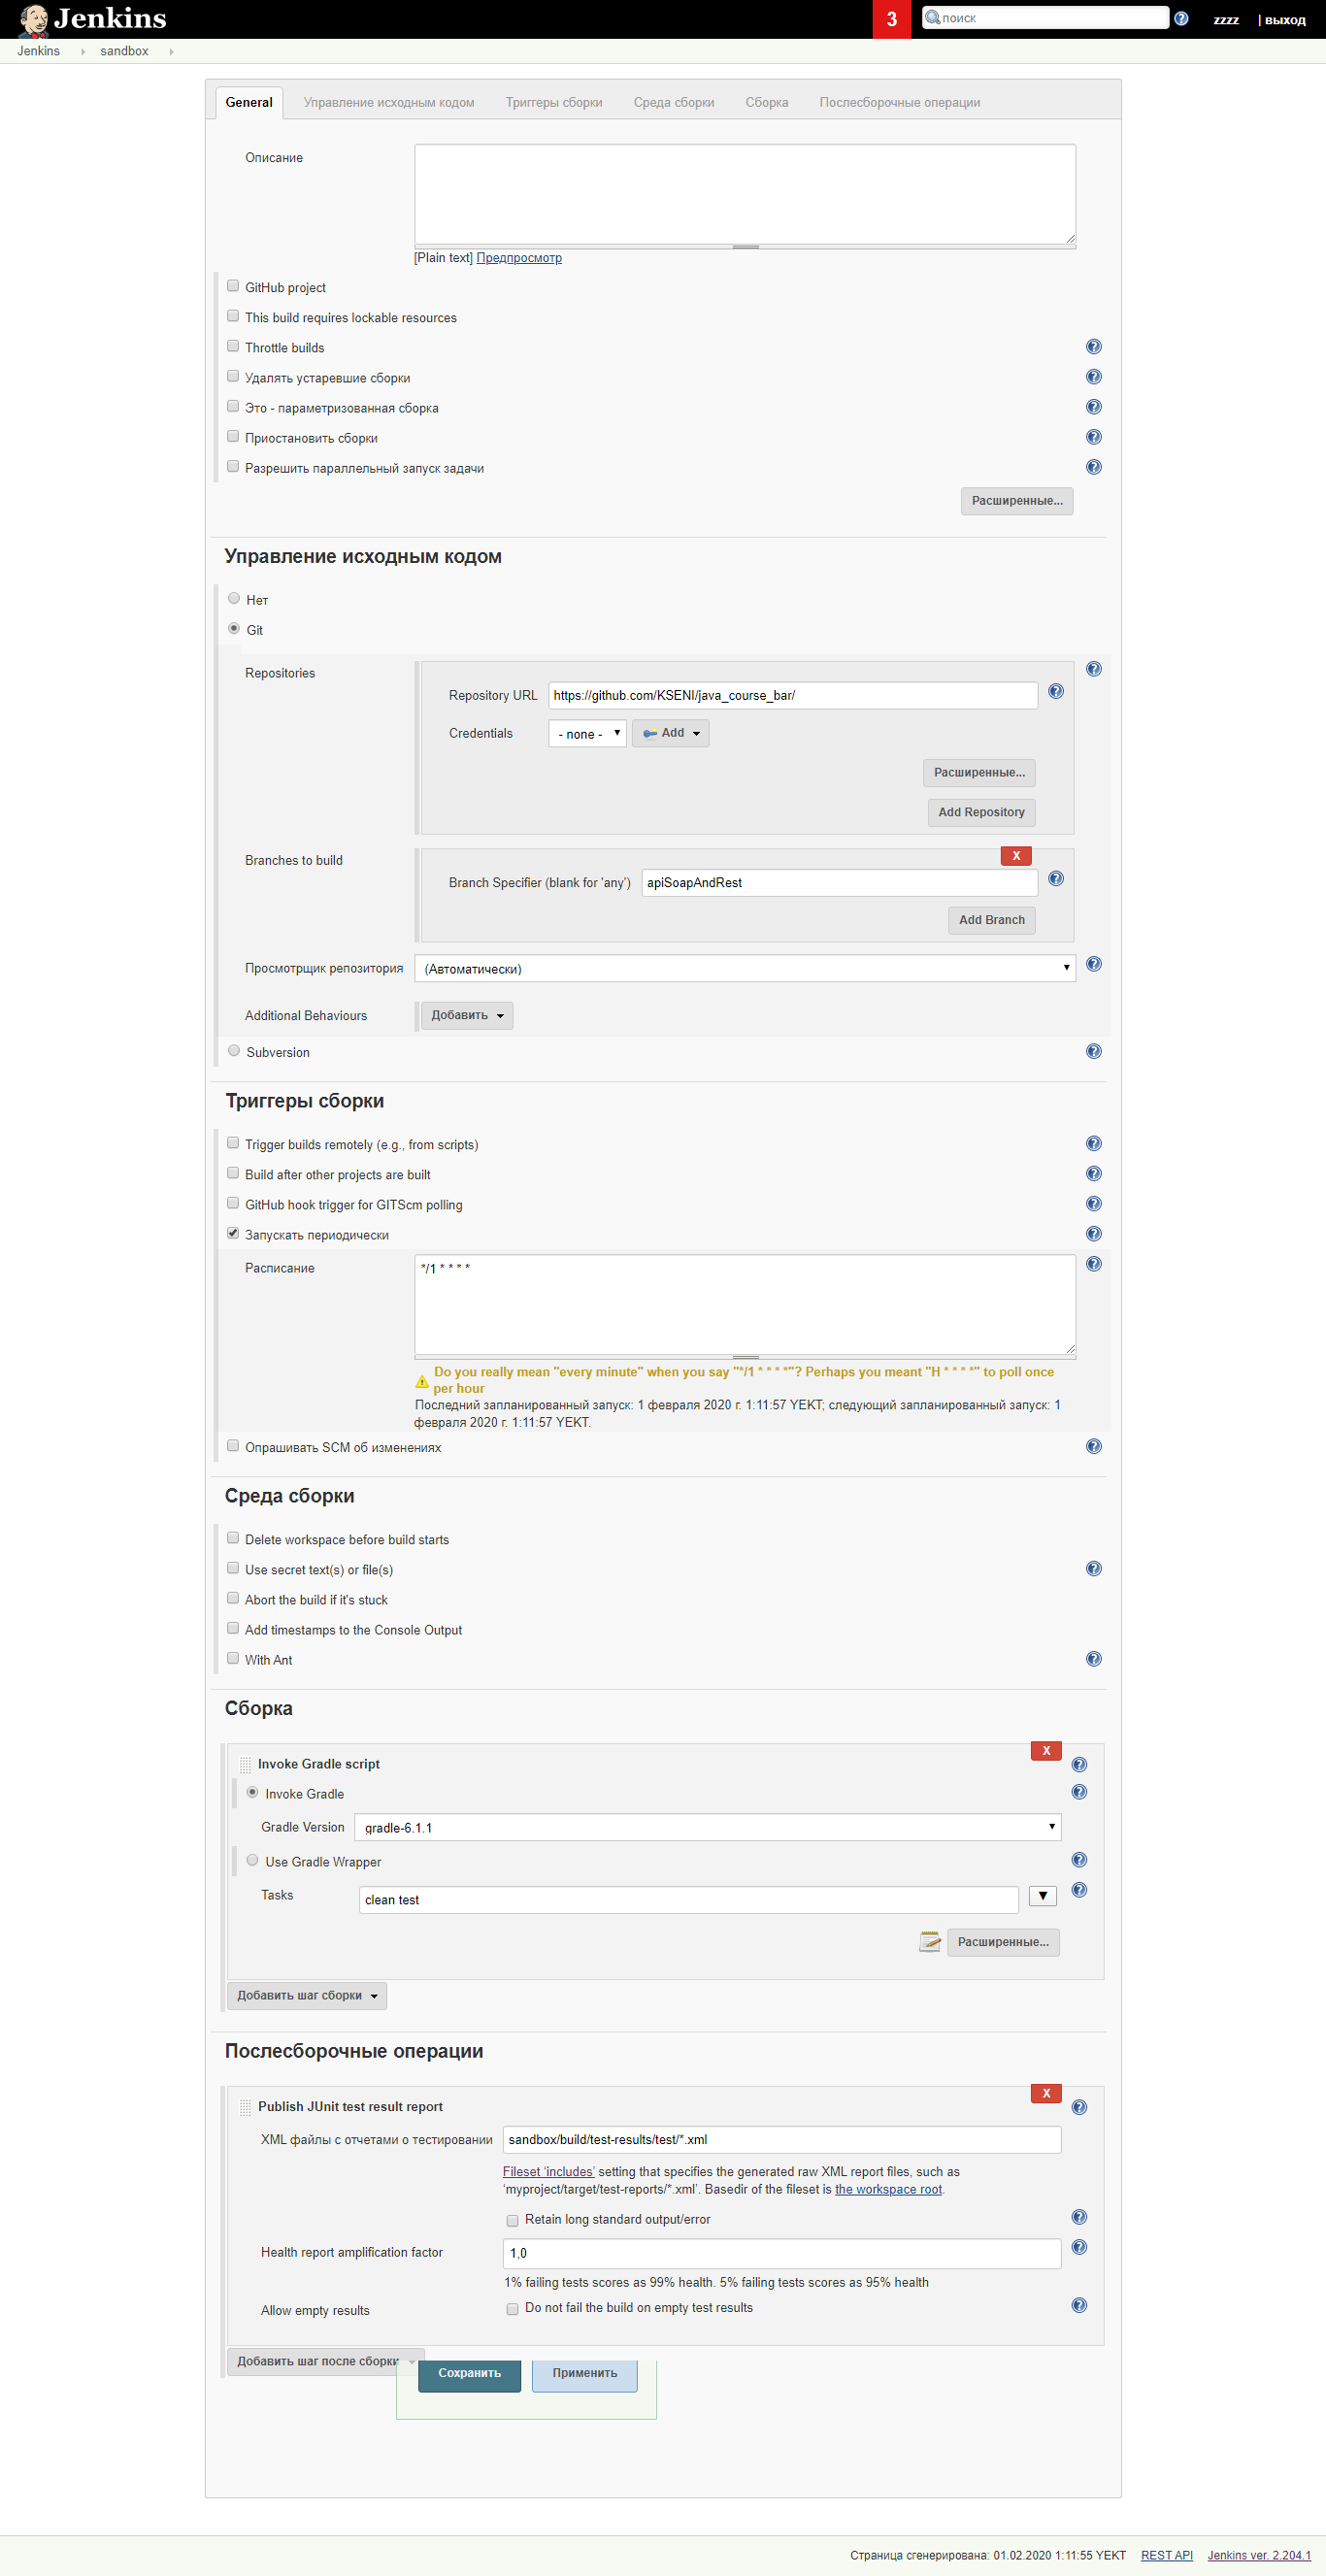 Jenkins
3
поиск
zzzz
| выход
Jenkins
sandbox
General
Управление исходным кодом
Триггеры сборки
Среда сборки
Сборка
Послесборочные операции
Описание
[Plain text] Предпросмотр
GitHub project
This build requires lockable resources
Throttle builds
Удалять устаревшие сборки
Это - параметризованная сборка
Приостановить сборки
Разрешить параллельный запуск задачи
Расширенные...
Управление исходным кодом
Нет
Git
Repositories
Repository URL
https://github.com/KSENI/java_course_bar/
Credentials
- none -
Add
Расширенные...
Add Repository
Branches to build
X
Branch Specifier (blank for 'any')
apiSoapAndRest
Add Branch
Просмотрщик репозитория
(Автоматически)
Additional Behaviours
Добавить
Subversion
Триггеры сборки
Trigger builds remotely (e.g., from scripts)
Build after other projects are built
GitHub hook trigger for GITScm polling
Запускать периодически
Расписание
*/1 * * * *
Do you really mean "every minute" when you say "*/1 * * * *"? Perhaps you meant "H * * * *" to poll once
per hour
Последний запланированный запуск: 1 февраля 2020 г. 1:11:57 YEKT; следующий запланированный запуск: 1
февраля 2020 г. 1:11:57 YEKT.
Опрашивать SCM об изменениях
Среда сборки
Delete workspace before build starts
Use secret text(s) or file(s)
Abort the build if it's stuck
Add timestamps to the Console Output
With Ant
Сборка
X
Invoke Gradle script
Invoke Gradle
Gradle Version
gradle-6.1.1
Use Gradle Wrapper
Tasks
clean test
Расширенные...
Добавить шаг сборки
Послесборочные операции
X
Publish JUnit test result report
XML файлы с отчетами о тестировании
sandbox/build/test-results/test/*.xml
Fileset 'includes' setting that specifies the generated raw XML report files, such as
'myproject/target/test-reports/*.xml'. Basedir of the fileset is the workspace root.
Retain long standard output/error
Health report amplification factor
1,0
1% failing tests scores as 99% health. 5% failing tests scores as 95% health
Allow empty results
Do not fail the build on empty test results
Добавить шаг после сборки
Сохранить
Применить
Страница сгенерирована: 01.02.2020 1:11:55 YEKT
REST API
Jenkins ver. 2.204.1